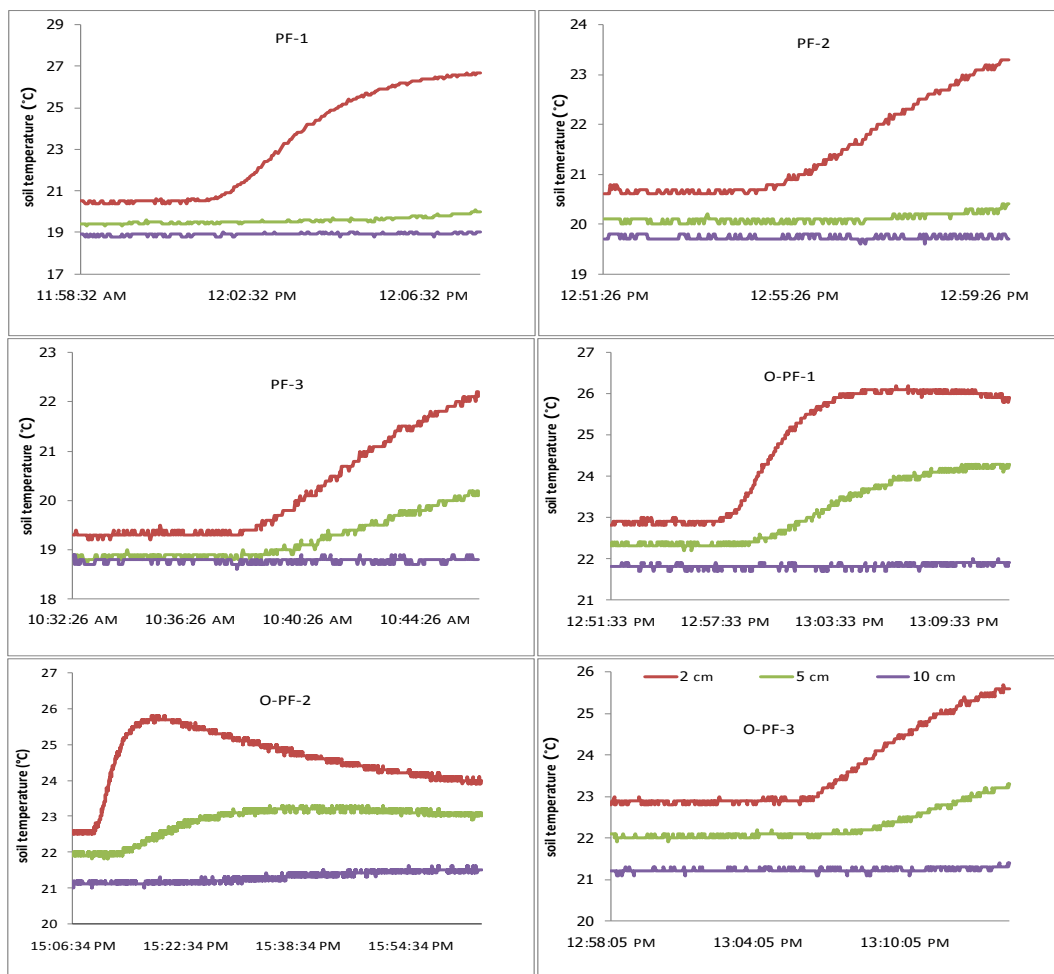 PF-1
29
27
25
23
21
19
17
soil temperature (°C)
11:58:32 AM 12:02:32 PM 12:06:32 PM
PF-2
24
23
22
21
20
19
soil temerature (°C)
12:51:26 PM 12:55:26 PM 12:59:26 PM
PF-3
23
22
21
20
19
18
soil temperature (°C)
10:32:26 AM 10:36:26 AM 10:40:26 AM 10:44:26 AM
O-PF-1
27
26
25
24
23
22
21
soil temperature (°C)
12:51:33 PM 12:57:33 PM 13:03:33 PM 13:09:33 PM
O-PF-2
27
26
25
24
23
22
21
20
soil temperature (°C)
15:06:34 PM 15:22:34 PM 15:38:34 PM 15:54:34 PM
2 cm 5 cm 10 cm
O-PF-3
26
25
24
23
22
21
20
soil temperature (°C)
12:58:05 PM 13:04:05 PM 13:10:05 PM